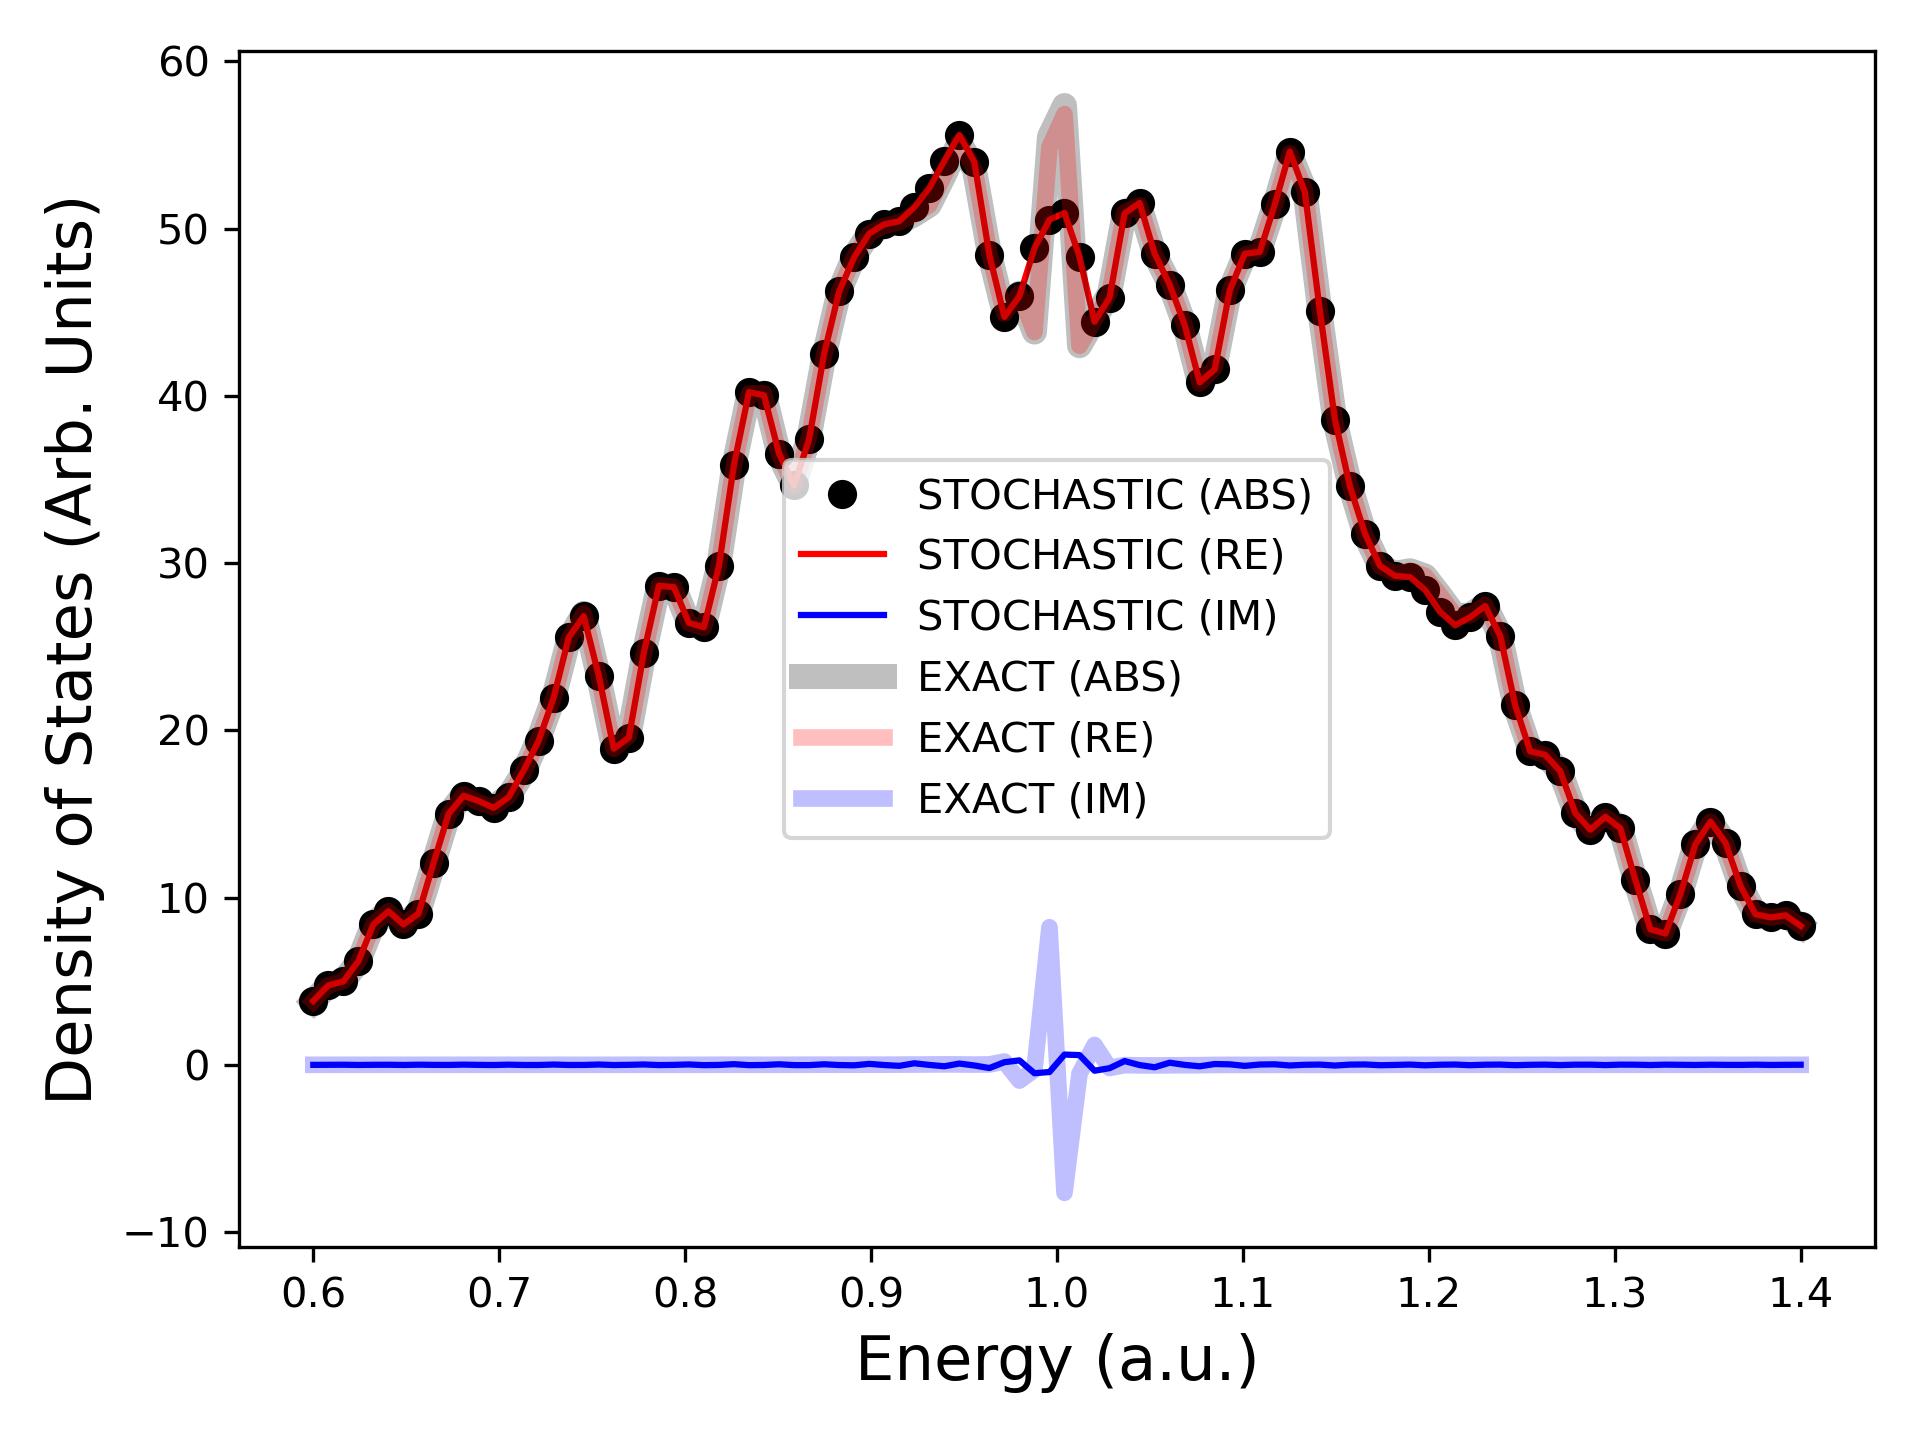 60
50
40
30
20
10
0
−10
Density of States (Arb. Units)
STOCHASTIC (ABS)
STOCHASTIC (RE)
STOCHASTIC (IM)
EXACT (ABS)
EXACT (RE)
EXACT (IM)
0.6 0.7 0.8 0.9 1.0 1.1 1.2 1.3 1.4
Energy (a.u.)